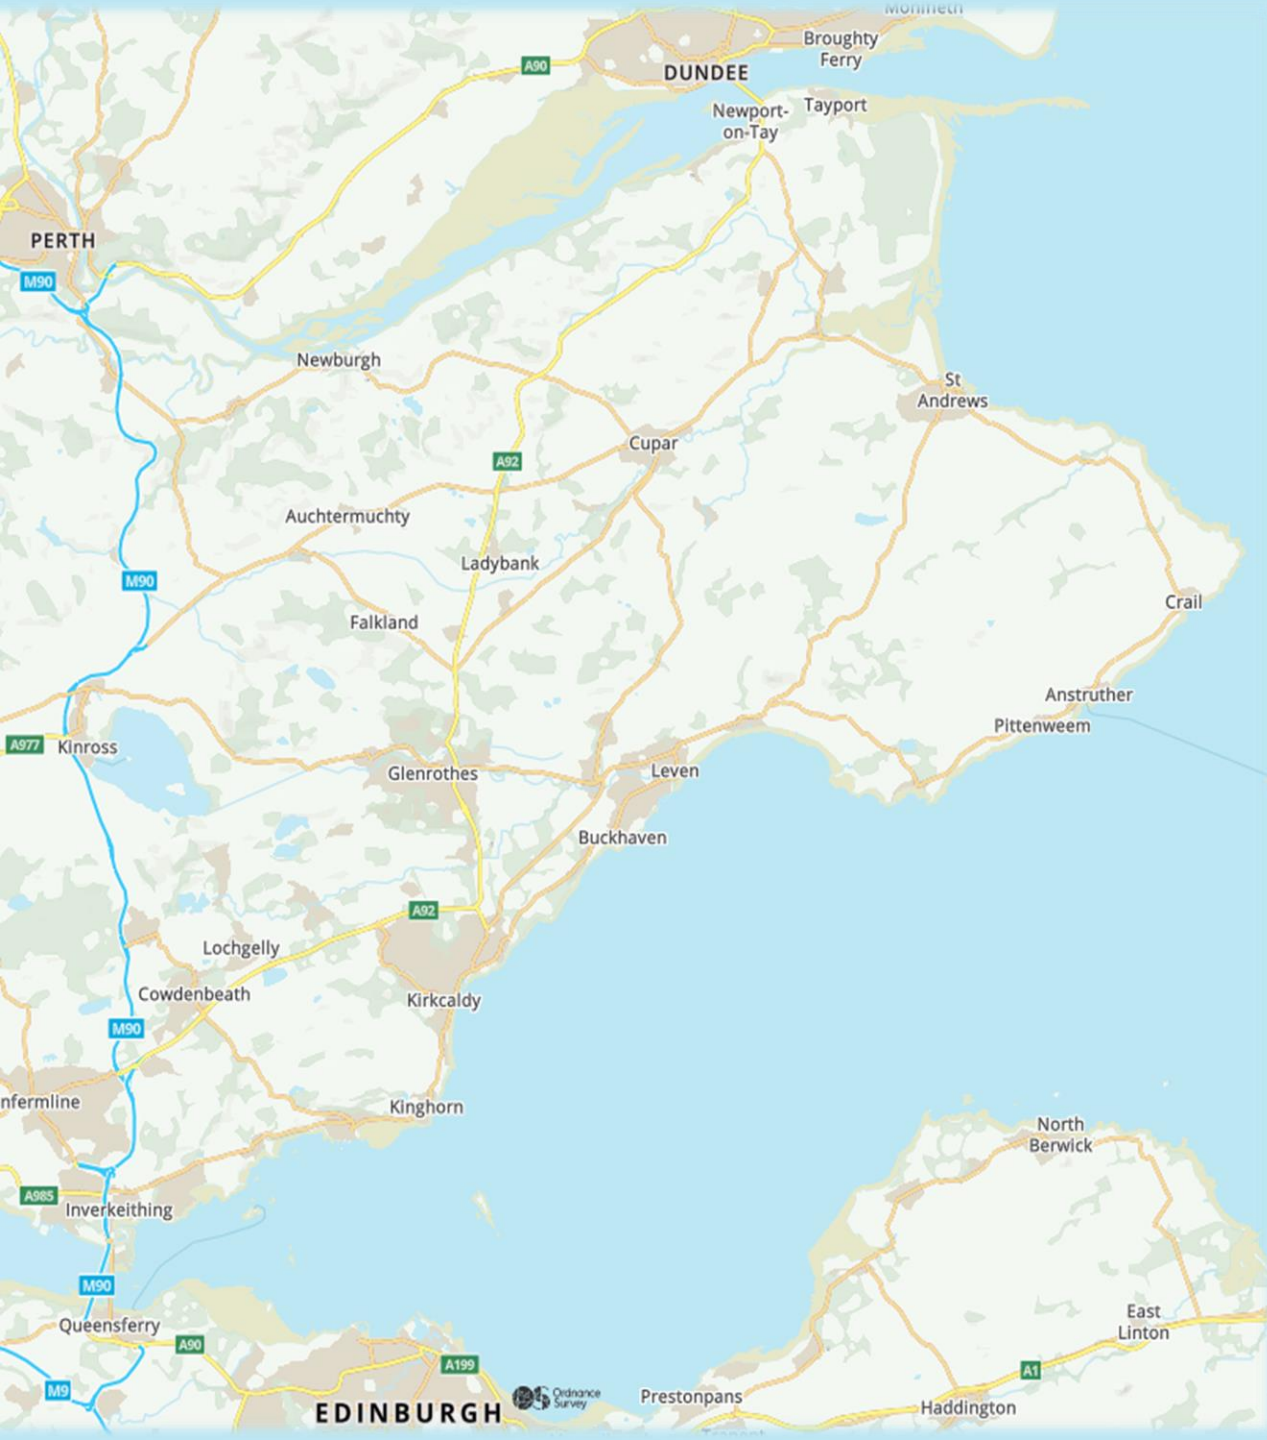 Monifieth
Broughty
Ferry
A90
DUNDEE
Tayport
Newport-
on-Tay
PERTH
M90
Newburgh
St
Andrews
Cupar
A92
Auchtermuchty
Ladybank
M90
Crail
Falkland
Anstruther
Pittenweem
A977
Kinross
Leven
Glenrothes
Buckhaven
A92
Lochgelly
Cowdenbeath
Kirkcaldy
M90
nfermline
Kinghorn
North
Berwick
A985
Inverkeithing
M90
Queensferry
East
Linton
A90
A199
A1
M9
Ordnance
Survey
Prestonpans
Haddington
EDINBURGH